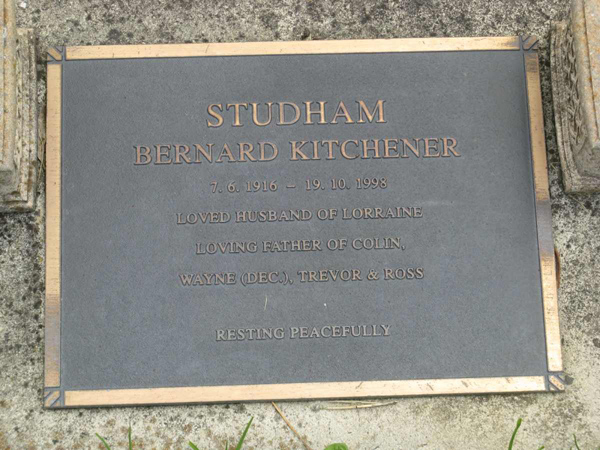 STUDHAM
BERNARD KITCHENER
7. 6. 1916 – 19. 10. 1998
LOVED HUSBAND OF LORRAINE
LOVING FATHER OF COLIN,
WAYNE (DEC.), TREVOR & ROSS
RESTING PEACEFULLY